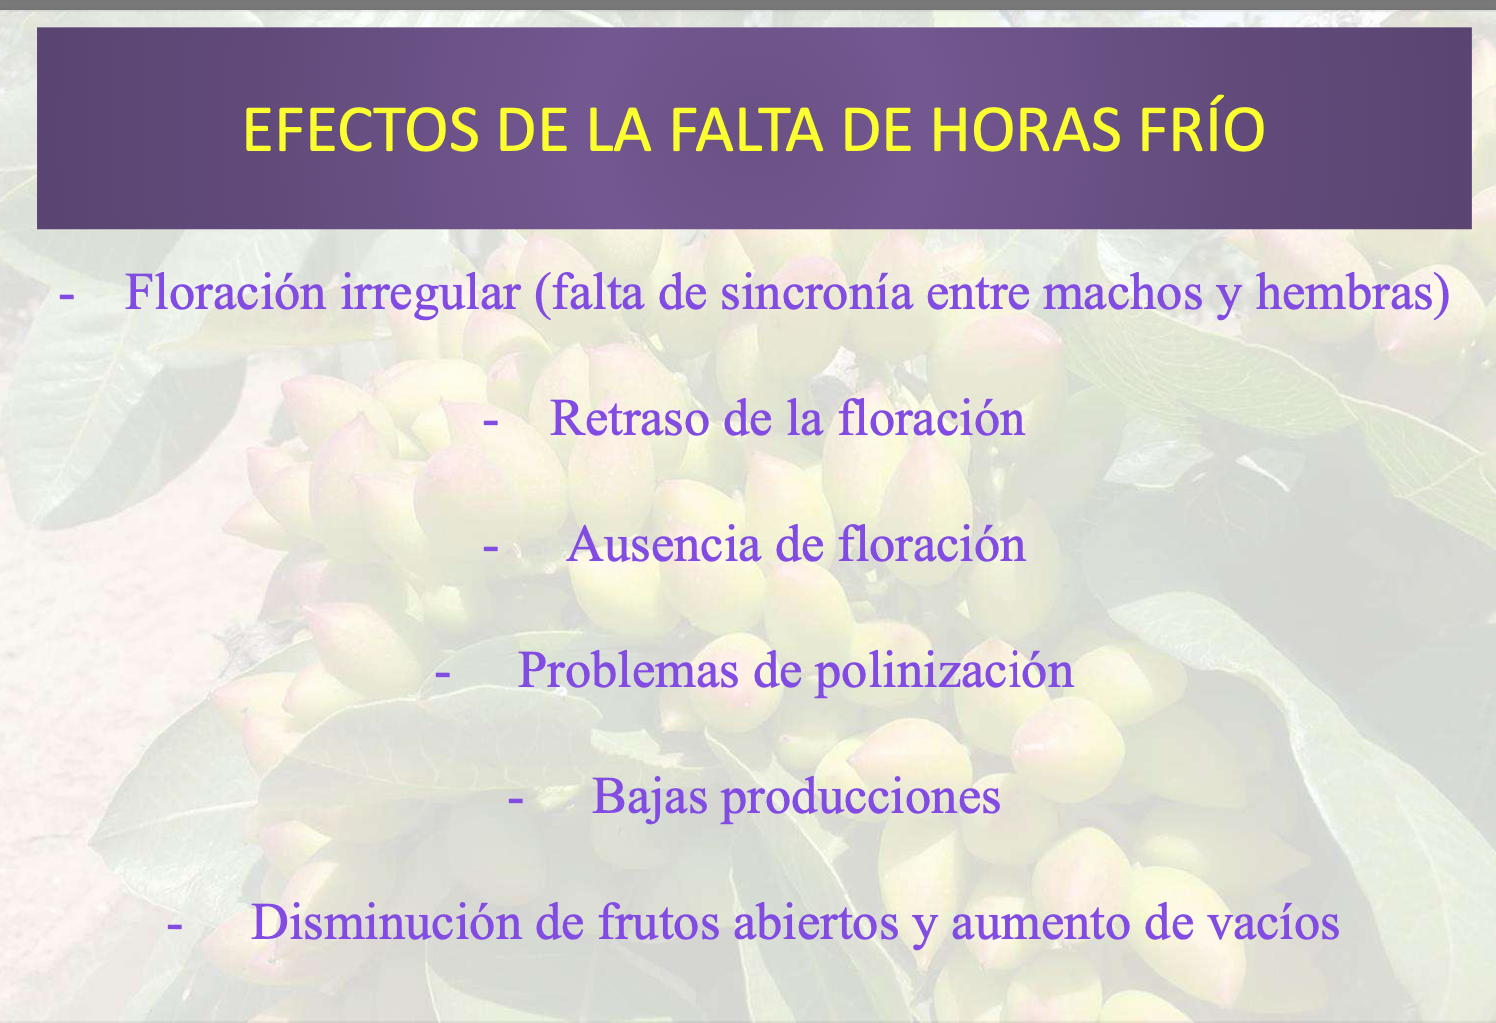 EFECTOS DE LA FALTA DE HORAS FRÍO
- Floración irregular (falta de sincronía entre machos y hembras)
- Retraso de la floración
- Ausencia de floración
- Problemas de polinización
- Bajas producciones
- Disminución de frutos abiertos y aumento de vacíos